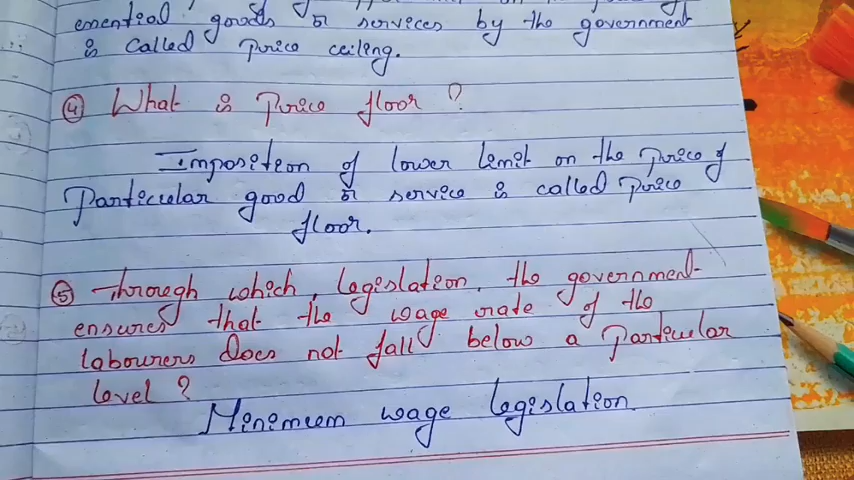 essential goods or services by the government
is called price ceiling.
④ What is price floor ?
Imposition of lower limit on the price of
Particular good or service is called price
floor.
⑤ Through which, legislation, the government
ensures that the wage rate of the
labourers does not fall below a Particular
level ?
Minimum wage legislation.